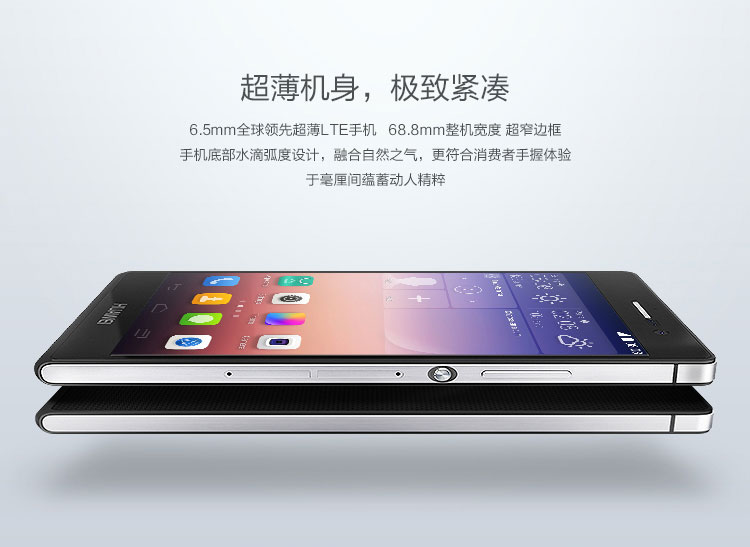 超薄机身，极致紧凑
6.5mm全球领先超薄LTE手机 68.8mm整机宽度 超窄边框
手机底部水滴弧度设计，融合自然之气，更符合消费者手握体验
于毫厘间蕴蓄动人精粹
HUAWEI